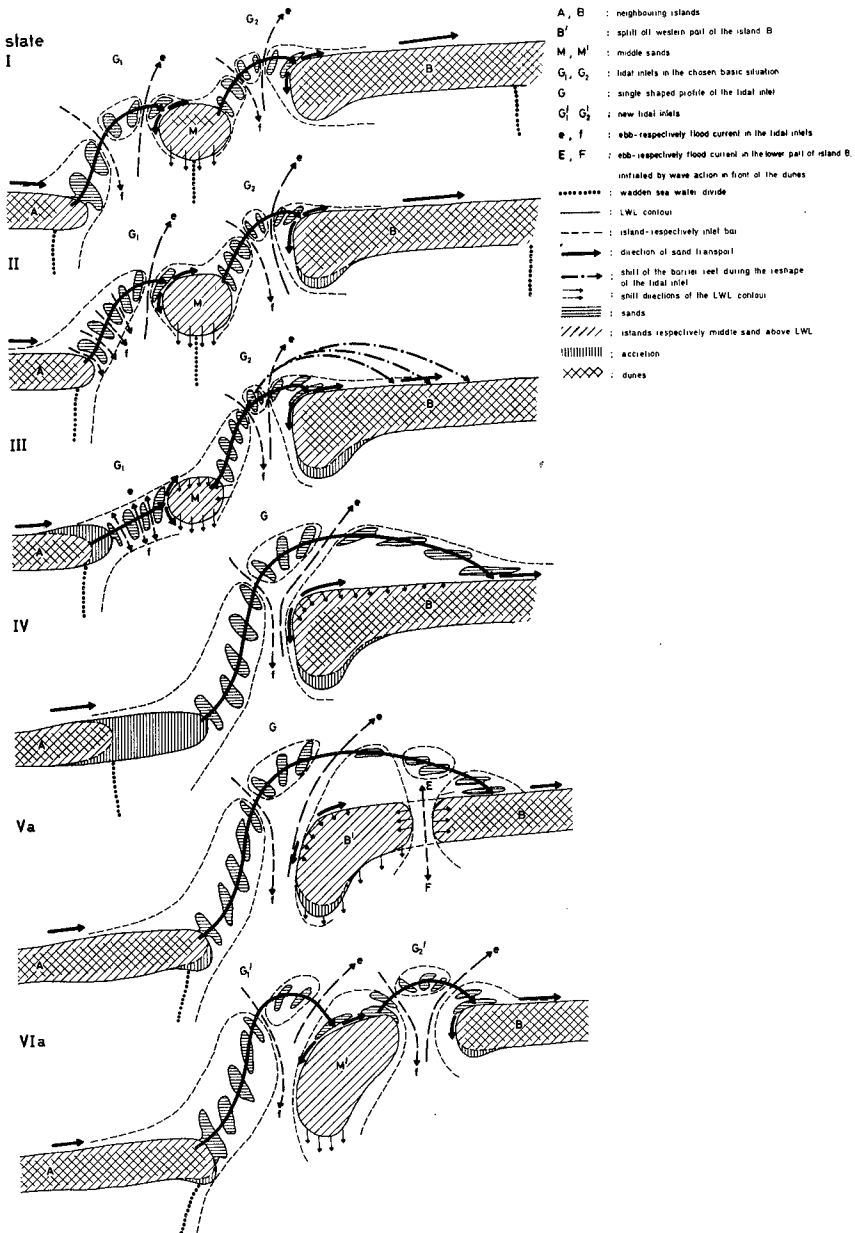 state
I
G₁
e
G₂
e
A
M
B
f
f
II
G₁
e
G₂
e
A
M
B
f
f
III
G₁
e
G₂
e
A
M
B
f
f
IV
G
e
A
B
f
Va
G
e
E
A
B'
B
f
F
VIa
G₁'
e
G₂'
e
A
M'
B
f
f
A, B : neighbouring islands
B' : split off western part of the island B
M, M' : middle sands
G₁, G₂ : tidal inlets in the chosen basic situation
G : single shaped profile of the tidal inlet
G₁' G₂' : new tidal inlets
e, f : ebb-respectively flood current in the tidal inlets
E, F : ebb-respectively flood current in the lower part of island B,
initiated by wave action in front of the dunes
: wadden sea water divide
: LWL contour
: island-respectively inlet bar
: direction of sand transport
: shift of the barrier reef during the reshape
of the tidal inlet
: shift directions of the LWL contour
: sands
: islands respectively middle sand above LWL
: accretion
: dunes